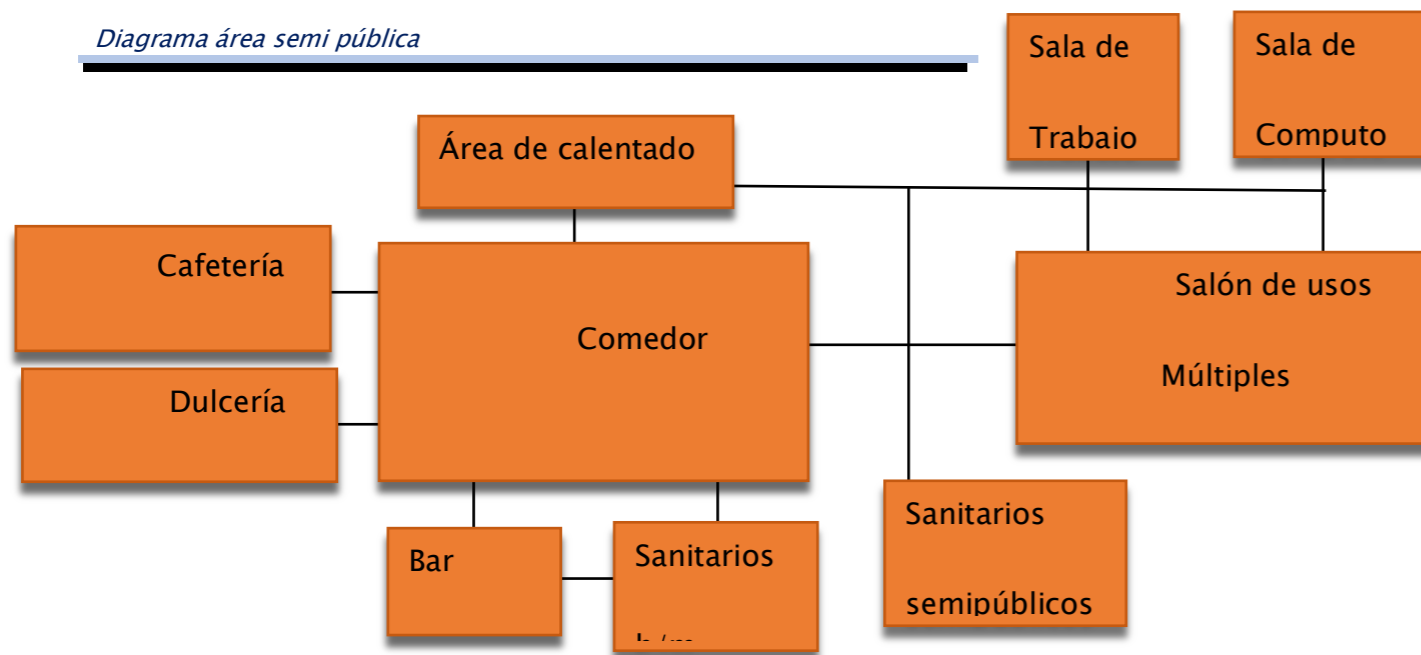 Diagrama área semi pública
Sala de
Trabajo
Sala de
Computo
Área de calentado
Cafetería
Comedor
Salón de usos
Múltiples
Dulcería
Bar
Sanitarios
Sanitarios
semipúblicos